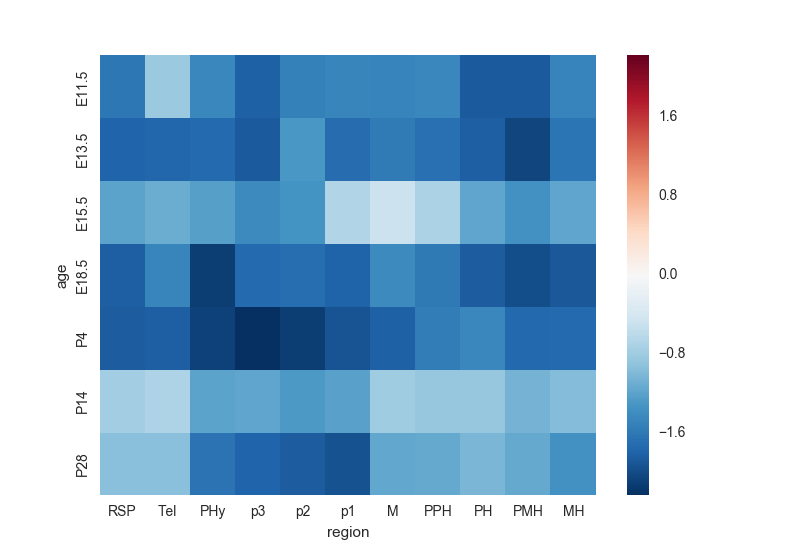 E11.5
E13.5
E15.5
E18.5
P4
P14
P28
age
RSP Tel PHy p3 p2 p1 M PPH PH PMH MH
region
1.6
0.8
0.0
−0.8
−1.6